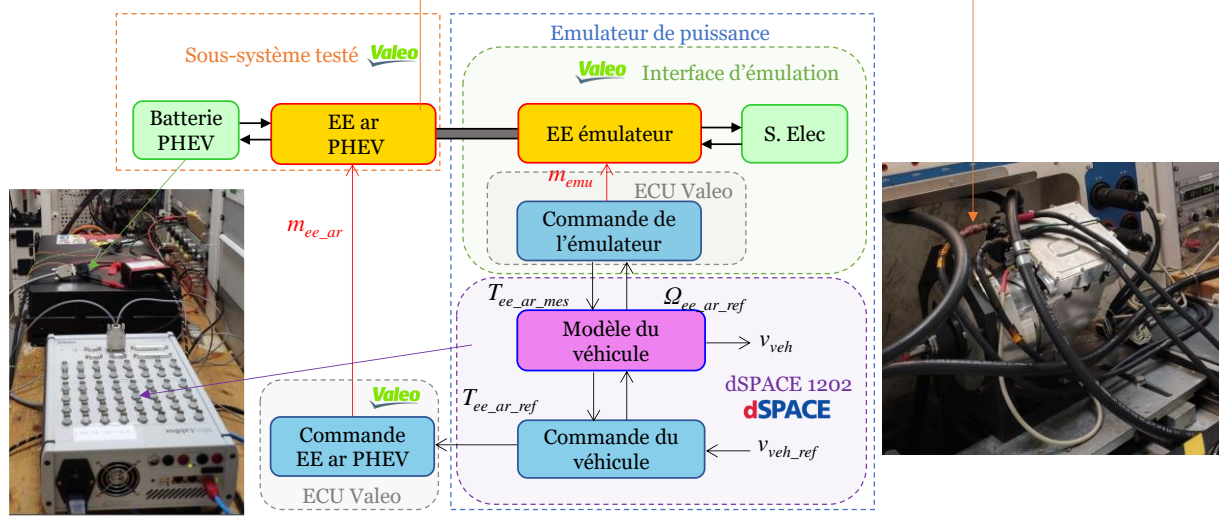 Emulateur de puissance
Sous-système testé Valeo
Valeo Interface d'émulation
Batterie
PHEV
EE ar
PHEV
EE émulateur
S. Elec
m_emu
ECU Valeo
Commande de
l'émulateur
m_ee_ar
T_ee_ar_mes
Ω_ee_ar_ref
Modèle du
véhicule
v_veh
dSPACE 1202
dSPACE
Valeo
T_ee_ar_ref
Commande
EE ar PHEV
Commande du
véhicule
v_veh_ref
ECU Valeo